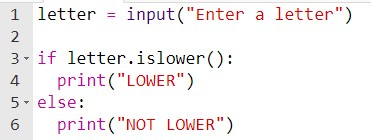 1 letter = input("Enter a letter")
2
3 if letter.islower():
4   print("LOWER")
5 else:
6   print("NOT LOWER")